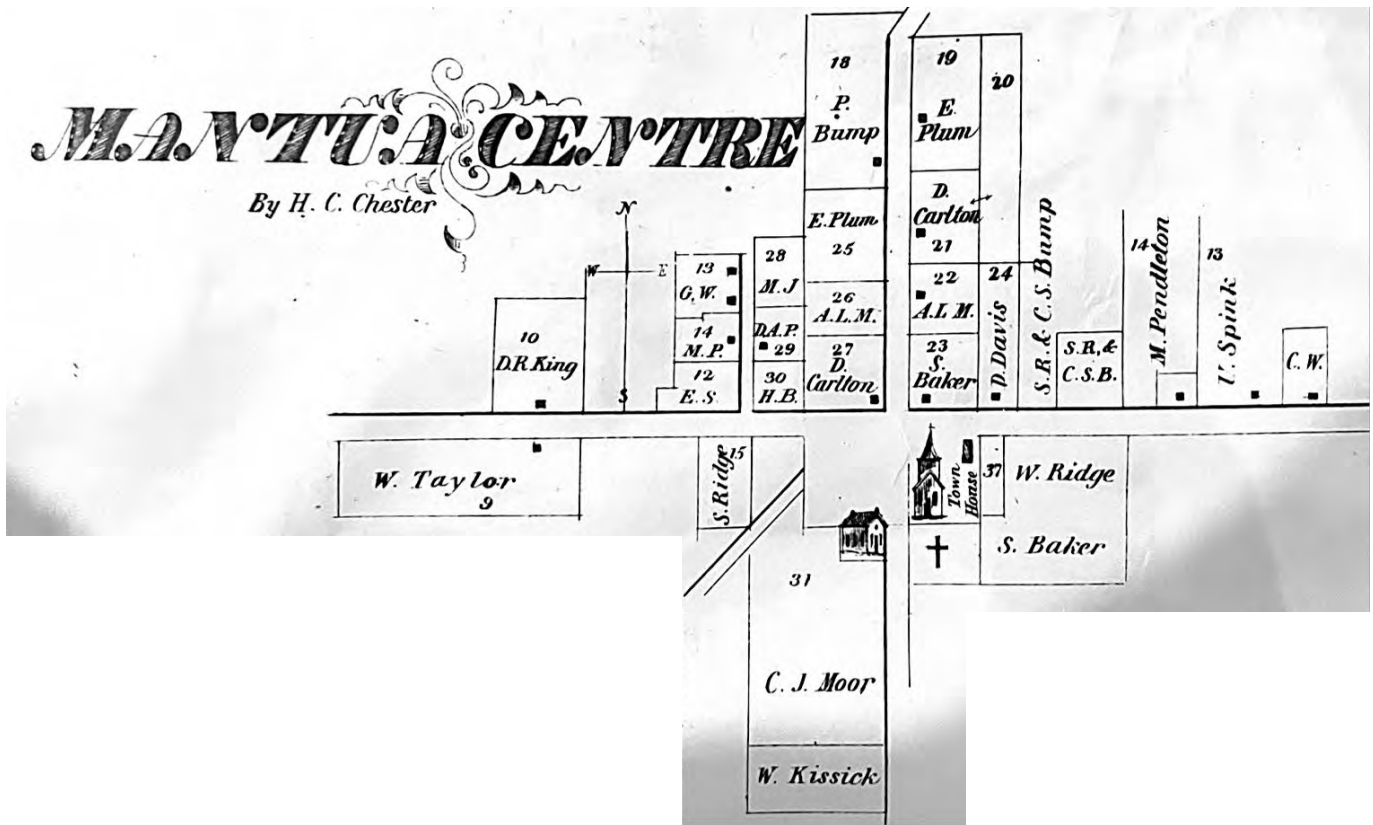 MANTUA CENTRE
By H. C. Chester
N
W
E
S
10
D.R. King
13
G. W.
14
M. P.
12
E. S.
28
M. J
D.A.P.
29
30
H.B.
18
P.
Bump
E. Plum
25
26
A.L.M.
27
D.
Carlton
19
E.
Plum
20
D.
Carlton
21
22
A.L M.
23
S.
Baker
24
D. Davis
S.R. & C.S. Bump
S.R, &
C.S.B.
14
M. Pendleton
13
U. Spink
C. W.
W. Taylor
9
S. Ridge
15
Town
House
37
W. Ridge
S. Baker
31
C. J. Moor
W. Kissick